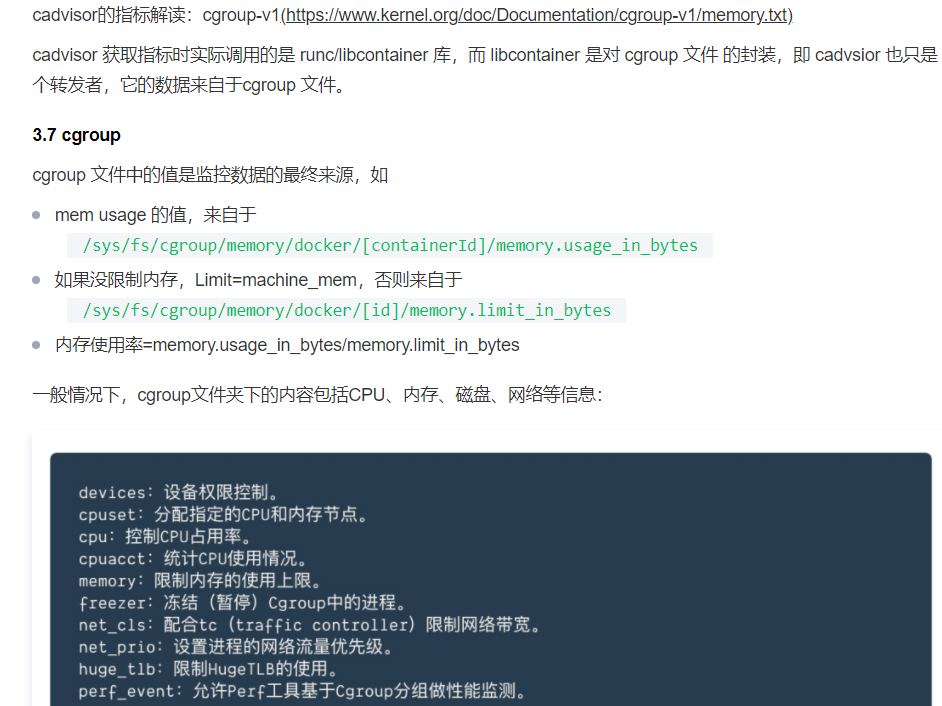 cadvisor的指标解读：cgroup-v1(https://www.kernel.org/doc/Documentation/cgroup-v1/memory.txt)
cadvisor 获取指标时实际调用的是 runc/libcontainer 库，而 libcontainer 是对 cgroup 文件 的封装，即 cadvsior 也只是
个转发者，它的数据来自于cgroup 文件。
3.7 cgroup
cgroup 文件中的值是监控数据的最终来源，如
mem usage 的值，来自于
/sys/fs/cgroup/memory/docker/[containerId]/memory.usage_in_bytes
如果没限制内存，Limit=machine_mem，否则来自于
/sys/fs/cgroup/memory/docker/[id]/memory.limit_in_bytes
内存使用率=memory.usage_in_bytes/memory.limit_in_bytes
一般情况下，cgroup文件夹下的内容包括CPU、内存、磁盘、网络等信息：
devices：设备权限控制。
cpuset：分配指定的CPU和内存节点。
cpu：控制CPU占用率。
cpuacct：统计CPU使用情况。
memory：限制内存的使用上限。
freezer：冻结（暂停）Cgroup中的进程。
net_cls：配合tc（traffic controller）限制网络带宽。
net_prio：设置进程的网络流量优先级。
huge_tlb：限制HugeTLB的使用。
perf_event：允许Perf工具基于Cgroup分组做性能监测。